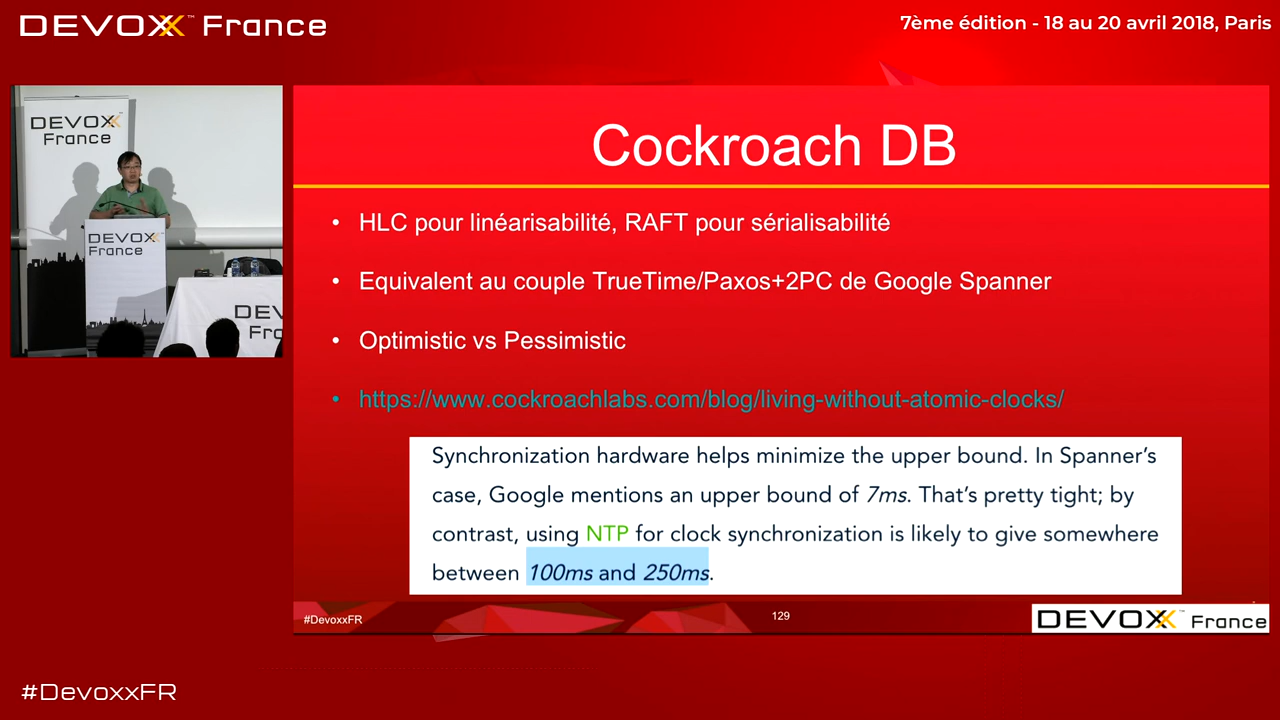 DEVOXX™ France
7ème édition - 18 au 20 avril 2018, Paris
DEVOXX
France
DEVOXX
France
DEV
Fra
Cockroach DB
• HLC pour linéarisabilité, RAFT pour sérialisabilité
• Equivalent au couple TrueTime/Paxos+2PC de Google Spanner
• Optimistic vs Pessimistic
• https://www.cockroachlabs.com/blog/living-without-atomic-clocks/
Synchronization hardware helps minimize the upper bound. In Spanner’s
case, Google mentions an upper bound of 7ms. That’s pretty tight; by
contrast, using NTP for clock synchronization is likely to give somewhere
between 100ms and 250ms.
#DevoxxFR
129
DEVOXX™ France
#DevoxxFR